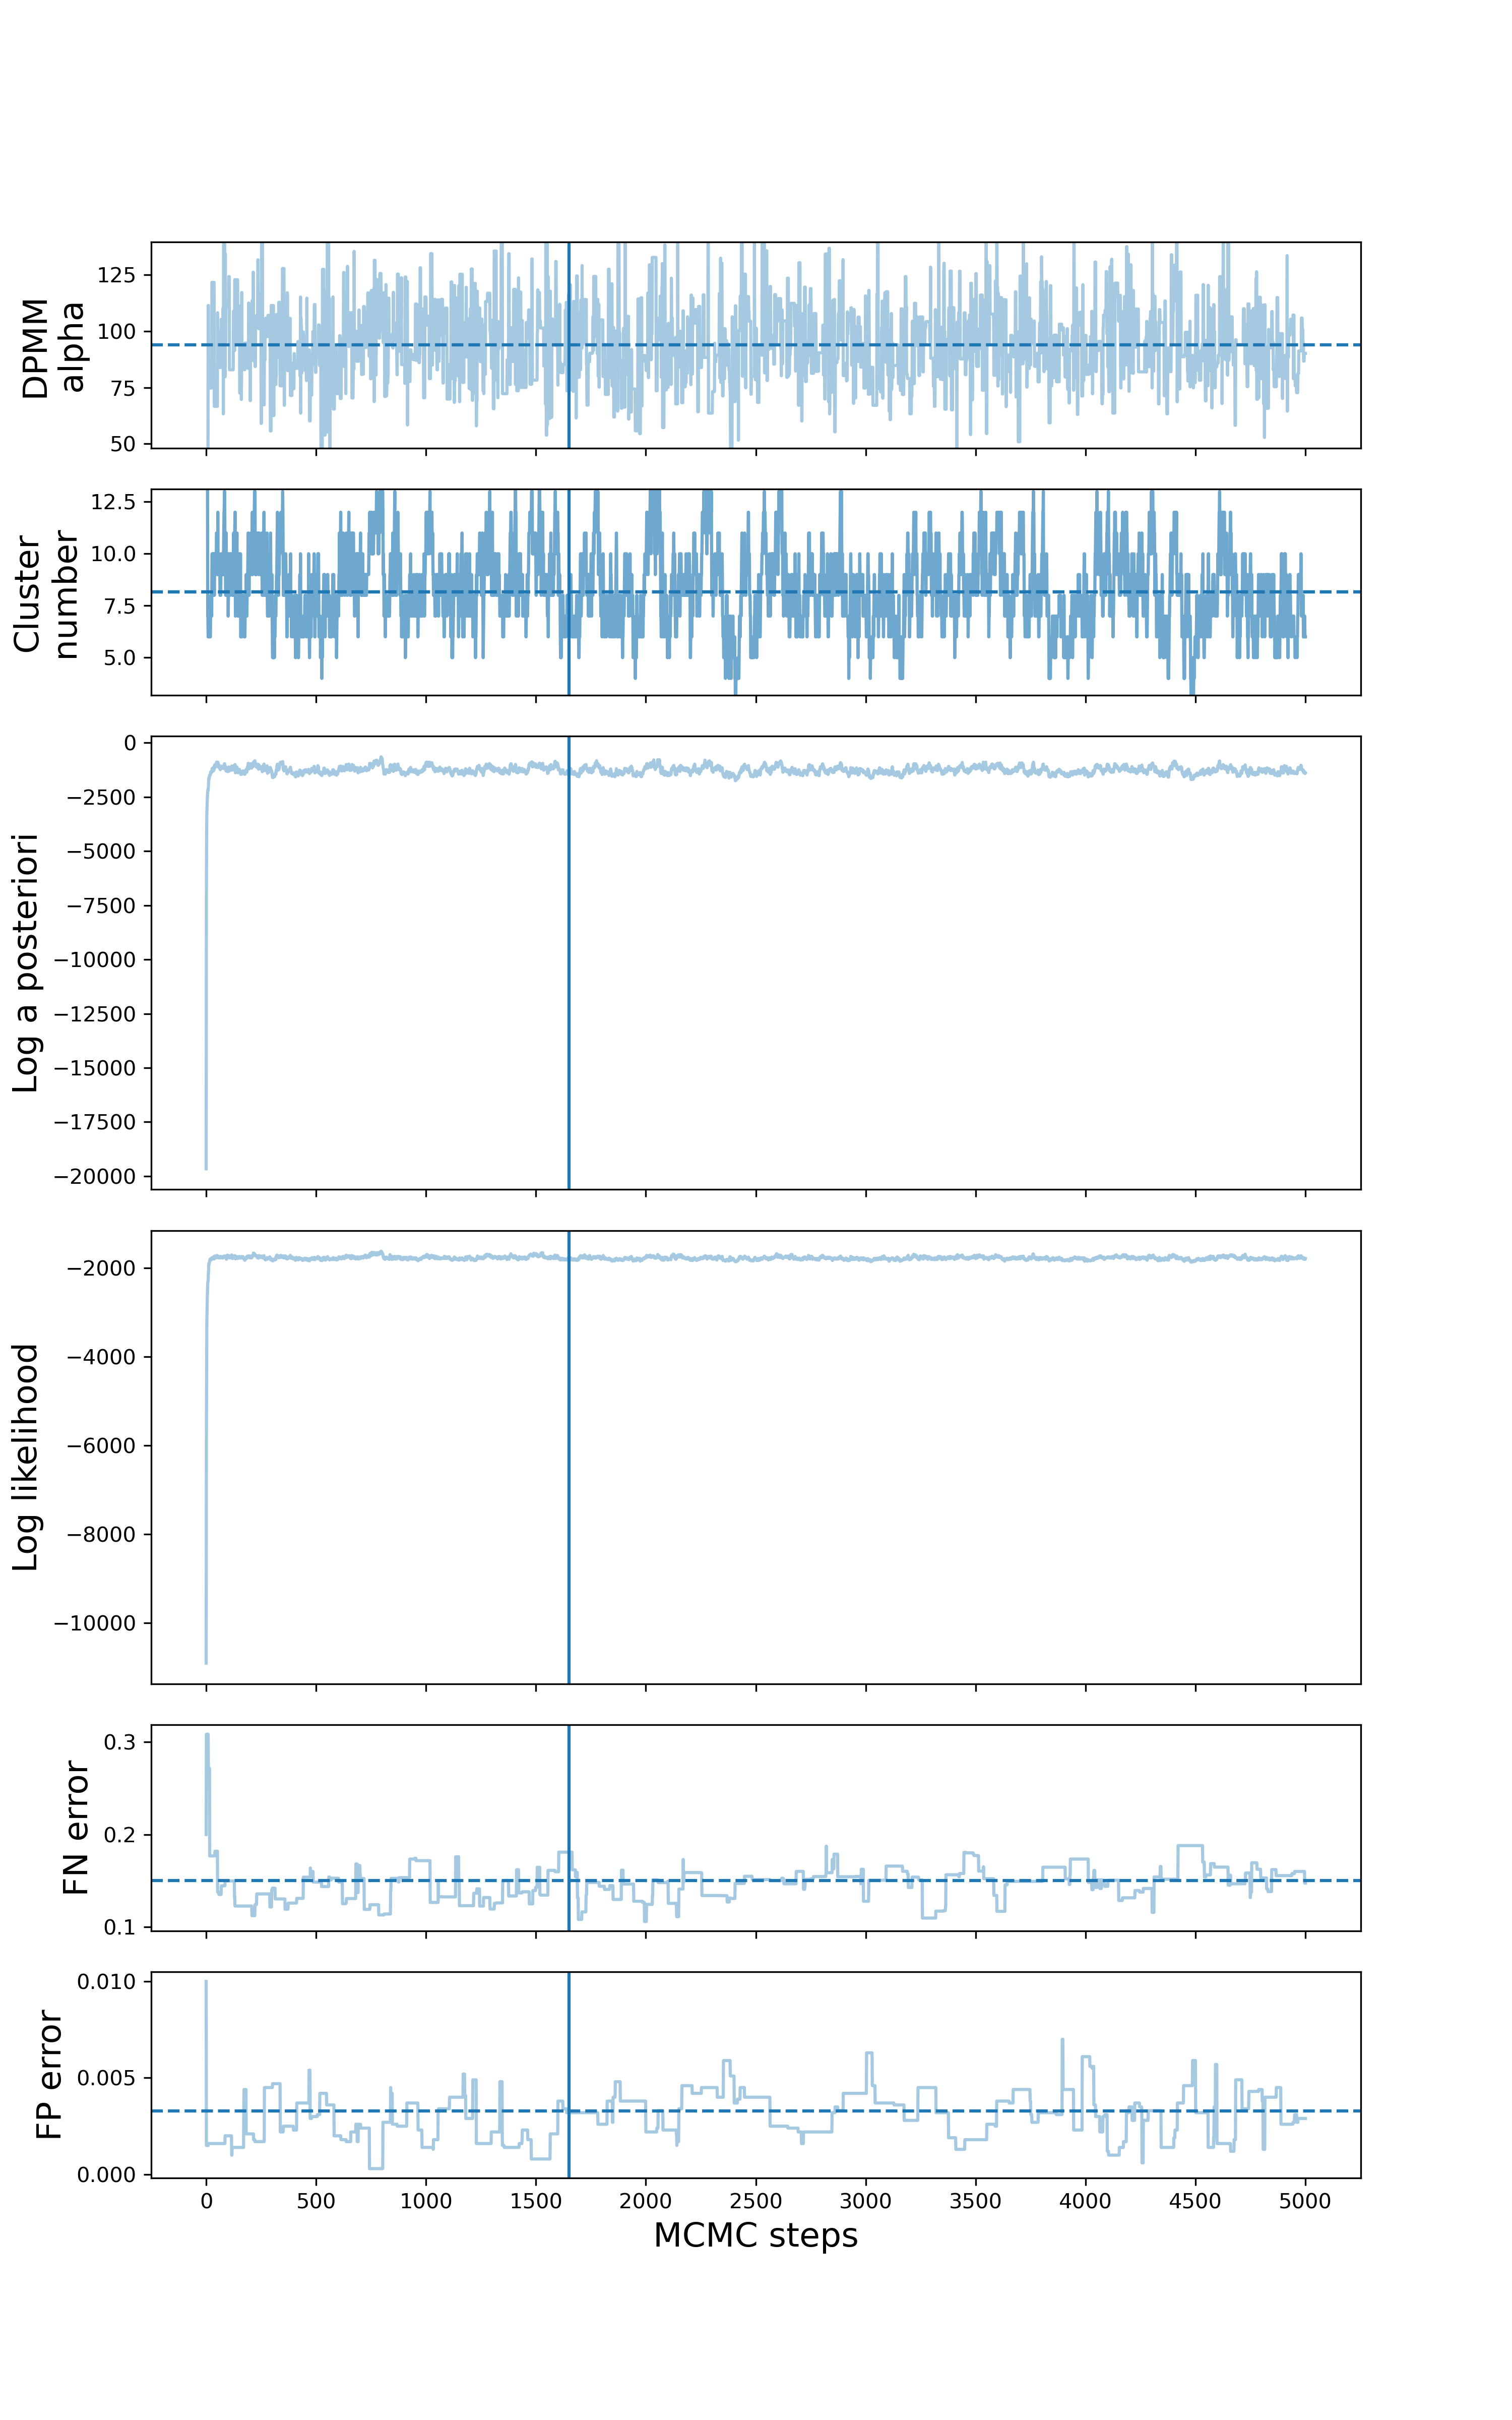 DPMM
alpha
125
100
75
50
Cluster
number
12.5
10.0
7.5
5.0
Log a posteriori
0
−2500
−5000
−7500
−10000
−12500
−15000
−17500
−20000
Log likelihood
−2000
−4000
−6000
−8000
−10000
FN error
0.3
0.2
0.1
FP error
0.010
0.005
0.000
0 500 1000 1500 2000 2500 3000 3500 4000 4500 5000
MCMC steps